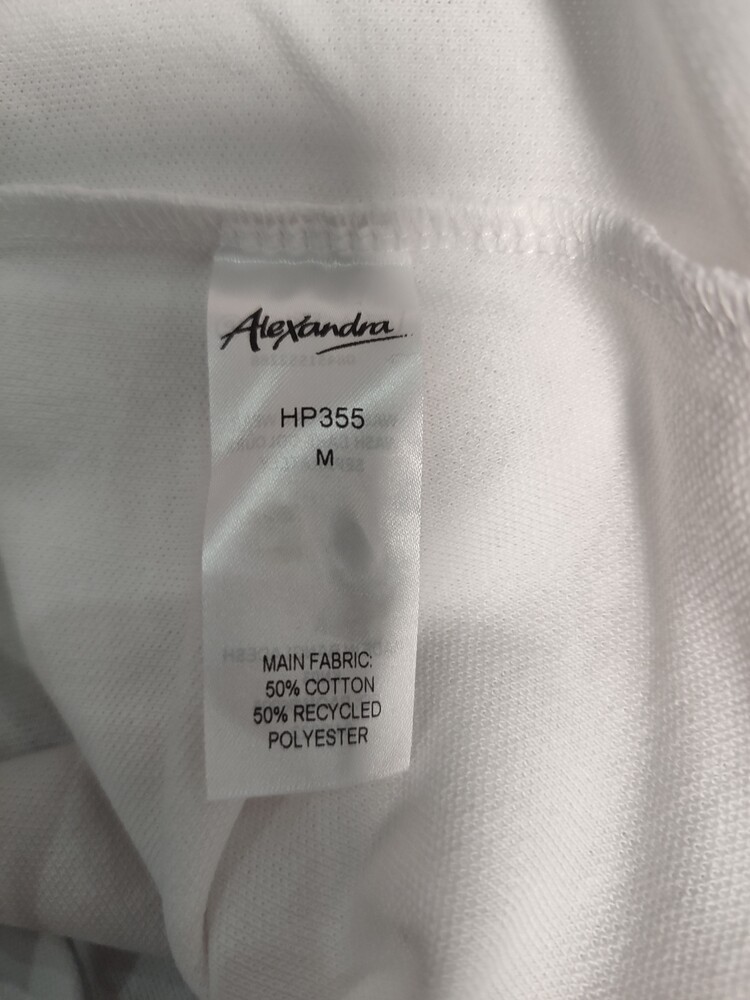 Alexandra
HP355
M
MAIN FABRIC:
50% COTTON
50% RECYCLED
POLYESTER